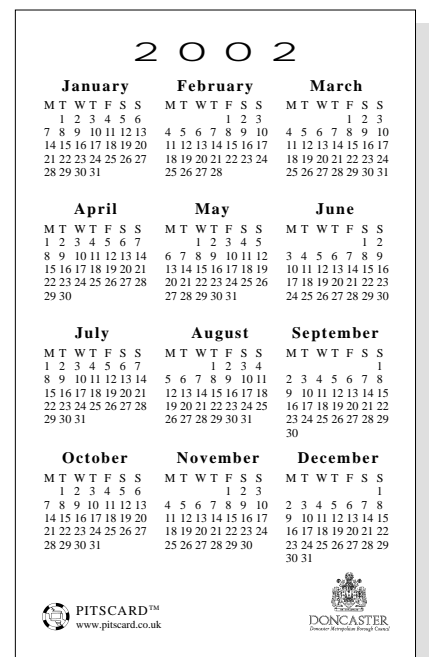 2002
January February March
M T W T F S S M T W T F S S M T W T F S S
1 2 3 4 5 6 1 2 3 1 2 3
7 8 9 10 11 12 13 4 5 6 7 8 9 10 4 5 6 7 8 9 10
14 15 16 17 18 19 20 11 12 13 14 15 16 17 11 12 13 14 15 16 17
21 22 23 24 25 26 27 18 19 20 21 22 23 24 18 19 20 21 22 23 24
28 29 30 31 25 26 27 28 25 26 27 28 29 30 31
April May June
M T W T F S S M T W T F S S M T W T F S S
1 2 3 4 5 6 7 1 2 3 4 5 1 2
8 9 10 11 12 13 14 6 7 8 9 10 11 12 3 4 5 6 7 8 9
15 16 17 18 19 20 21 13 14 15 16 17 18 19 10 11 12 13 14 15 16
22 23 24 25 26 27 28 20 21 22 23 24 25 26 17 18 19 20 21 22 23
29 30 27 28 29 30 31 24 25 26 27 28 29 30
July August September
M T W T F S S M T W T F S S M T W T F S S
1 2 3 4 5 6 7 1 2 3 4 1
8 9 10 11 12 13 14 5 6 7 8 9 10 11 2 3 4 5 6 7 8
15 16 17 18 19 20 21 12 13 14 15 16 17 18 9 10 11 12 13 14 15
22 23 24 25 26 27 28 19 20 21 22 23 24 25 16 17 18 19 20 21 22
29 30 31 26 27 28 29 30 31 23 24 25 26 27 28 29
30
October November December
M T W T F S S M T W T F S S M T W T F S S
1 2 3 4 5 6 1 2 3 1
7 8 9 10 11 12 13 4 5 6 7 8 9 10 2 3 4 5 6 7 8
14 15 16 17 18 19 20 11 12 13 14 15 16 17 9 10 11 12 13 14 15
21 22 23 24 25 26 27 18 19 20 21 22 23 24 16 17 18 19 20 21 22
28 29 30 31 25 26 27 28 29 30 23 24 25 26 27 28 29
30 31
PITSCARD™
www.pitscard.co.uk
DONCASTER
Doncaster Metropolitan Borough Council